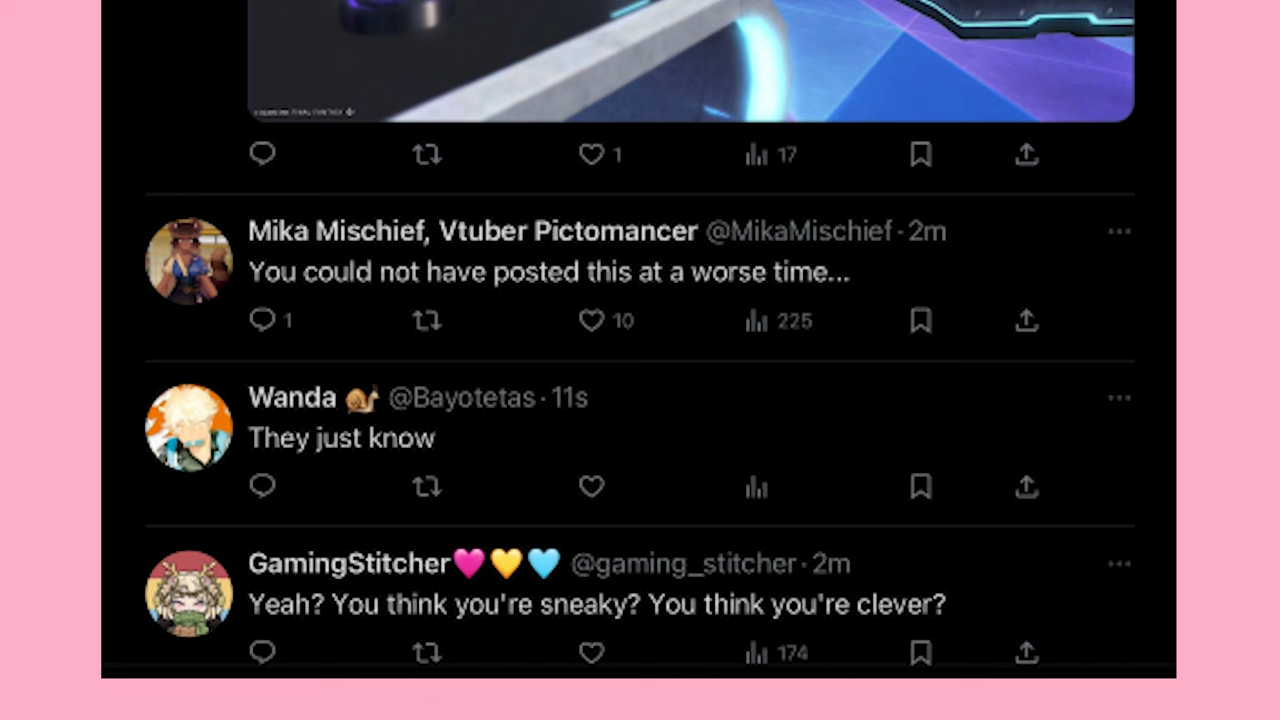 FINAL FANTASY
1 17
Mika Mischief, Vtuber Pictomancer @MikaMischief · 2m
You could not have posted this at a worse time...
1 10 225
Wanda 🐌 @Bayotetas · 11s
They just know
GamingStitcher🩷💛🩵 @gaming_stitcher · 2m
Yeah? You think you're sneaky? You think you're clever?
174